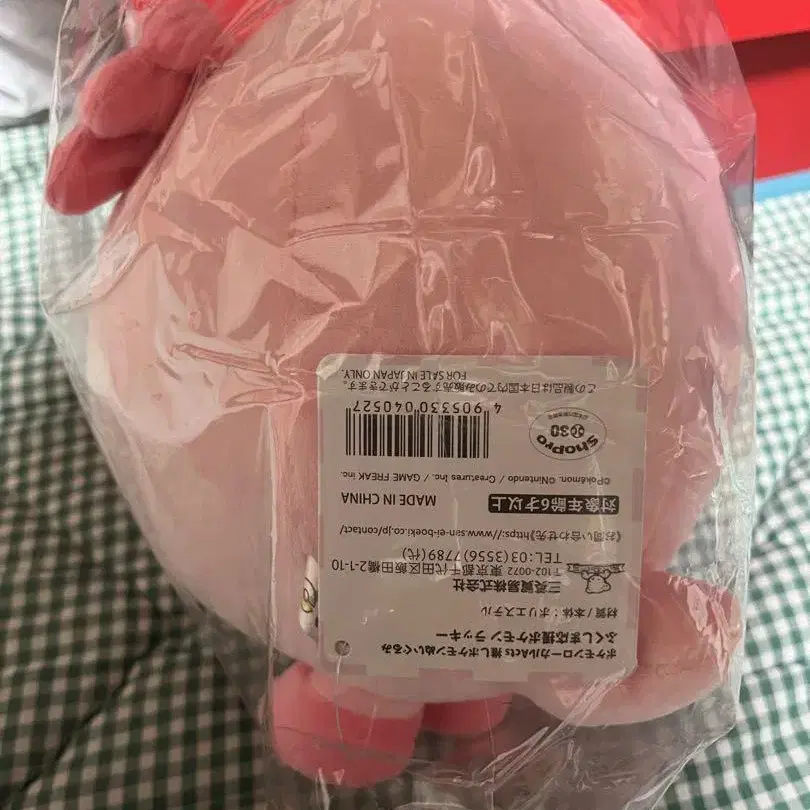 ポケモンローカルActs 推しポケモンぬいぐるみ
ふくしま応援ポケモン ラッキー
材質/本体:ポリエステル
三英貿易株式会社
〒102-0072 東京都千代田区飯田橋2-1-10
TEL:03(3556)7789(代)
《お問い合わせ先》https://www.san-ei-boeki.co.jp/contact/
対象年齢6才以上
MADE IN CHINA
©Pokémon. ©Nintendo / Creatures Inc. / GAME FREAK inc.
ShoPro
30
4 905330 040527
この製品は日本国内でのみ販売することができます。
FOR SALE IN JAPAN ONLY.